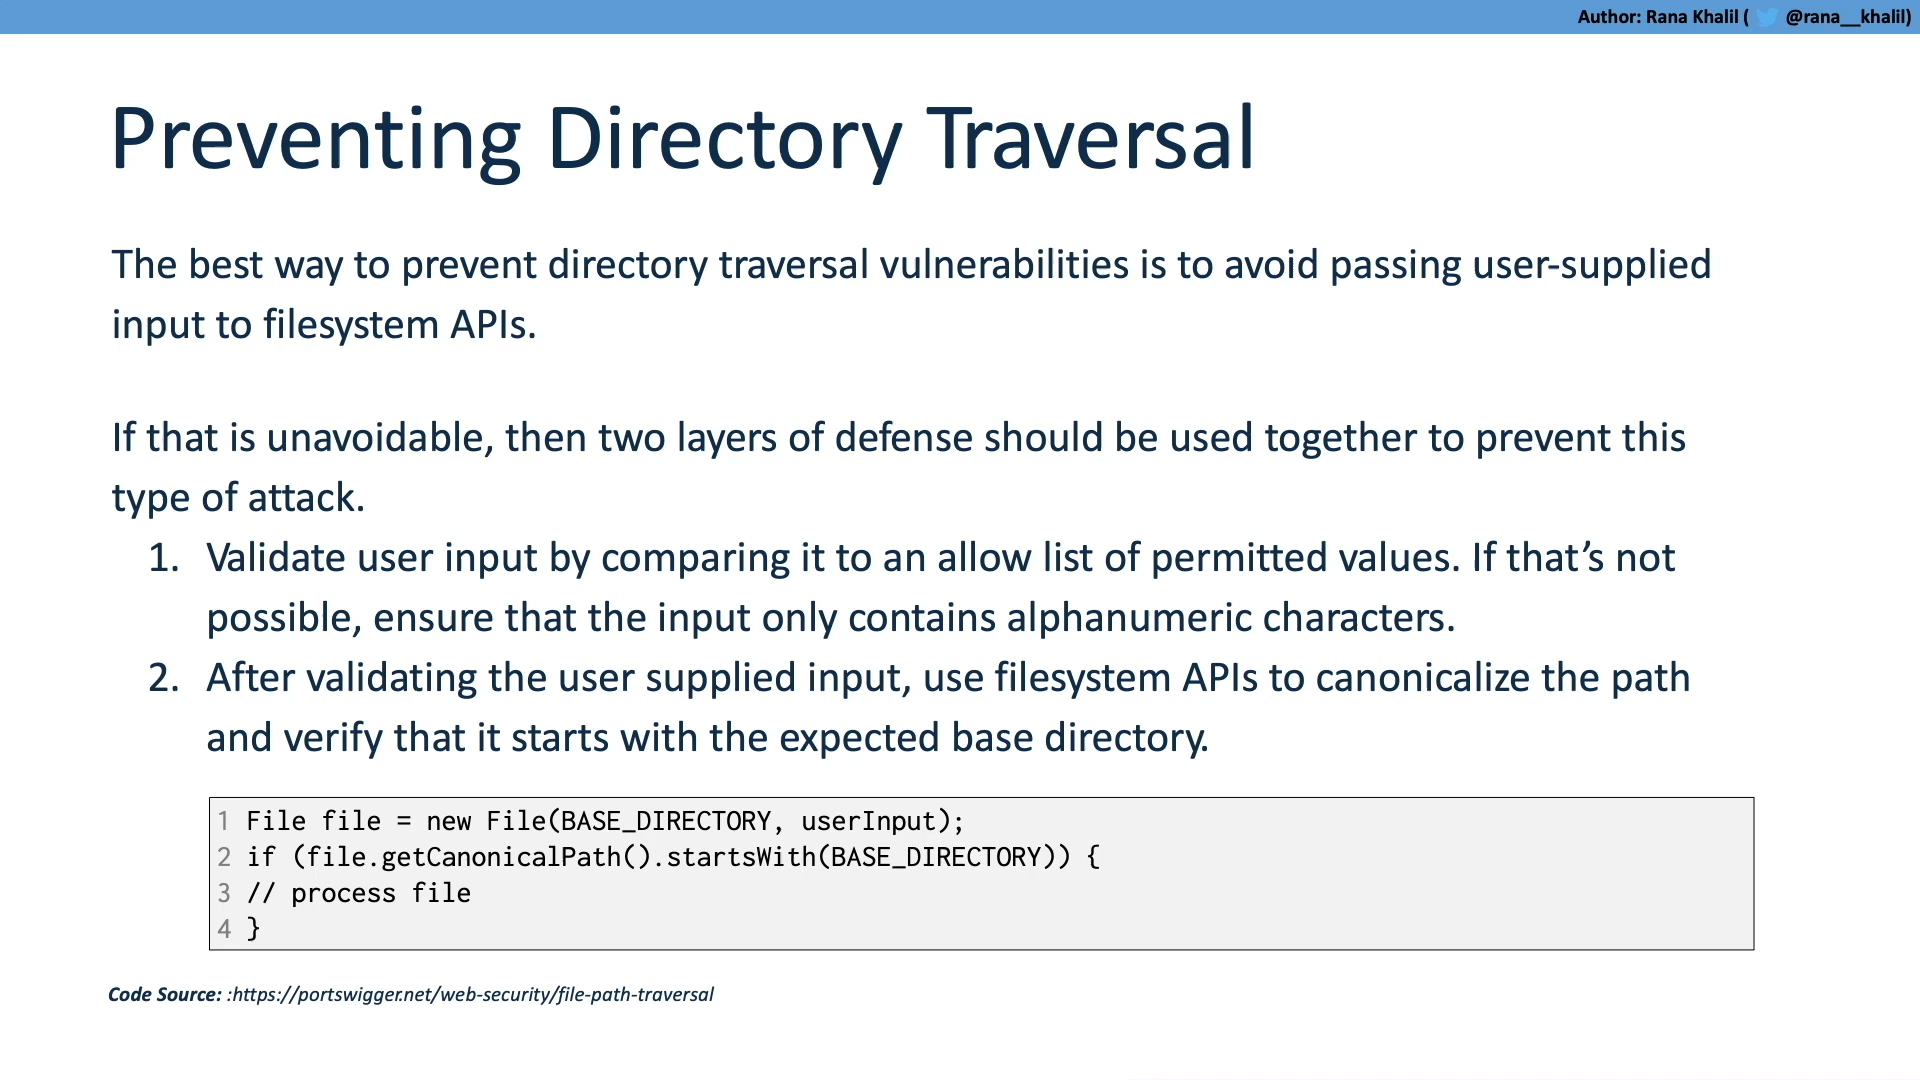 Author: Rana Khalil ( @rana__khalil)
Preventing Directory Traversal
The best way to prevent directory traversal vulnerabilities is to avoid passing user-supplied
input to filesystem APIs.
If that is unavoidable, then two layers of defense should be used together to prevent this
type of attack.
1. Validate user input by comparing it to an allow list of permitted values. If that’s not
possible, ensure that the input only contains alphanumeric characters.
2. After validating the user supplied input, use filesystem APIs to canonicalize the path
and verify that it starts with the expected base directory.
1 File file = new File(BASE_DIRECTORY, userInput);
2 if (file.getCanonicalPath().startsWith(BASE_DIRECTORY)) {
3 // process file
4 }
Code Source: :https://portswigger.net/web-security/file-path-traversal